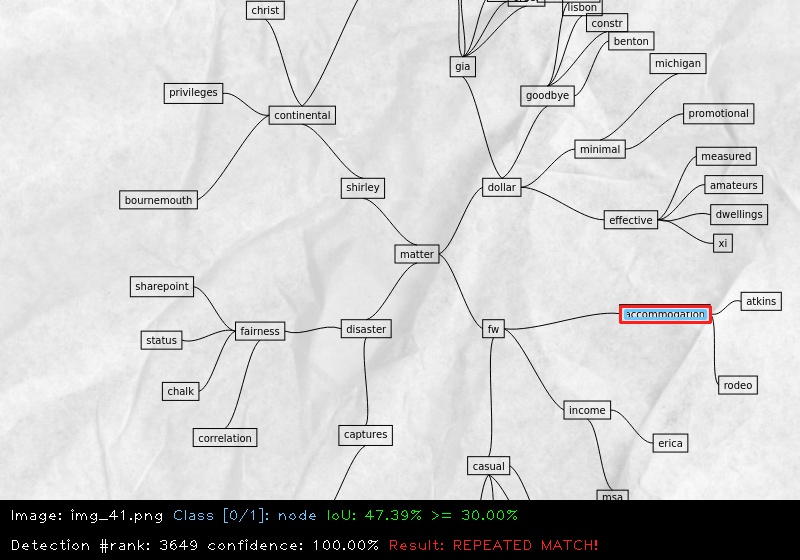 christ
lisbon
constr
benton
gia
michigan
privileges
goodbye
continental
promotional
minimal
measured
shirley
dollar
amateurs
bournemouth
dwellings
effective
xi
matter
sharepoint
atkins
accommodation
fairness
disaster
fw
status
rodeo
chalk
income
correlation
captures
erica
casual
msa
Image: img_41.png Class [0/1]: node IoU: 47.39% >= 30.00%
Detection #rank: 3649 confidence: 100.00% Result: REPEATED MATCH!